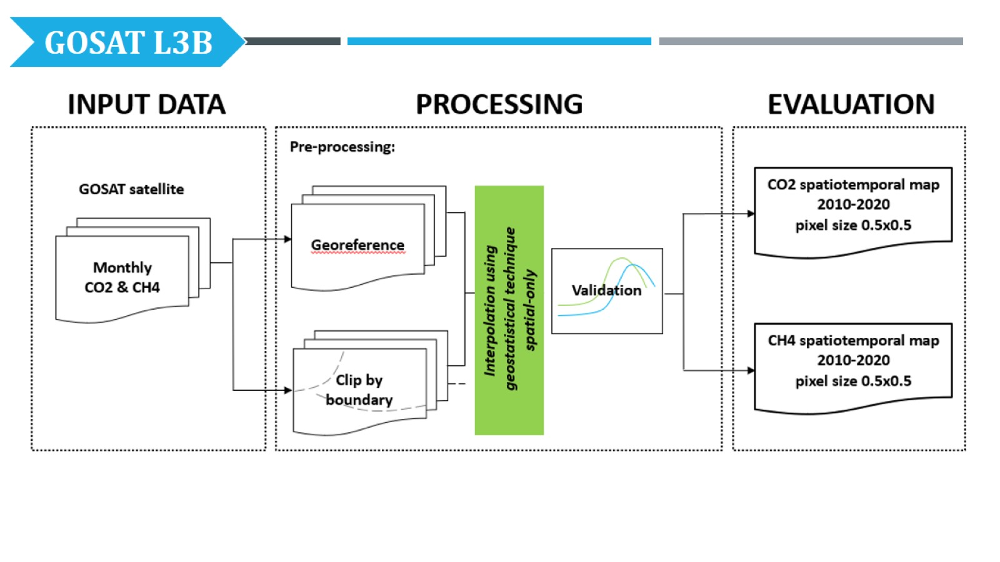 GOSAT L3B
INPUT DATA
PROCESSING
EVALUATION
GOSAT satellite
Monthly
CO2 & CH4
Pre-processing:
Georeference
Clip by
boundary
Interpolation using
geostatistical technique
spatial-only
Validation
CO2 spatiotemporal map
2010-2020
pixel size 0.5x0.5
CH4 spatiotemporal map
2010-2020
pixel size 0.5x0.5